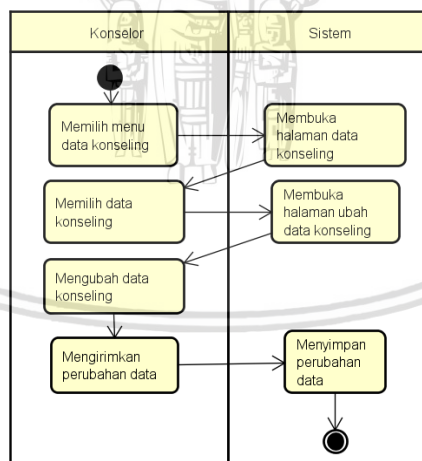 Konselor
Sistem
Memilih menu
data konseling
Membuka
halaman data
konseling
Memilih data
konseling
Membuka
halaman ubah
data konseling
Mengubah data
konseling
Mengirimkan
perubahan data
Menyimpan
perubahan
data